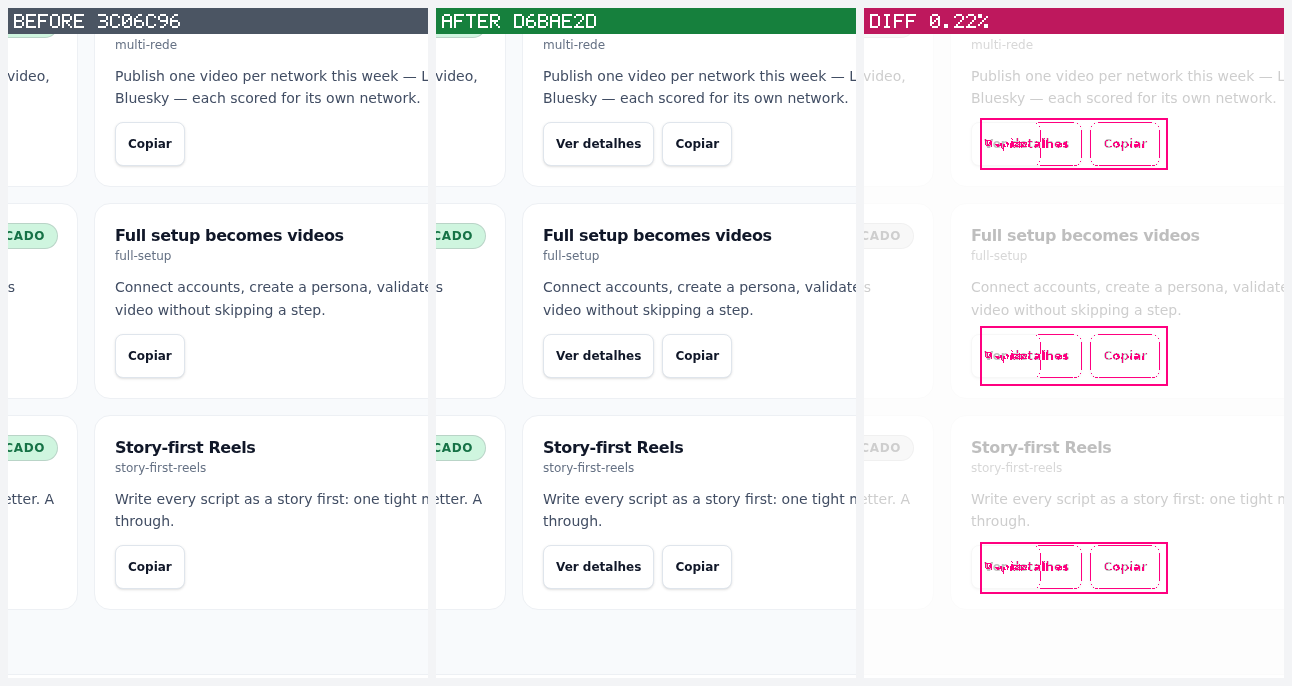 BEFORE 3C06C96
multi-rede
video,
Publish one video per network this week — L
Bluesky — each scored for its own network.
Copiar
CADO
Full setup becomes videos
full-setup
s
Connect accounts, create a persona, validate
video without skipping a step.
Copiar
CADO
Story-first Reels
story-first-reels
etter. A
Write every script as a story first: one tight n
through.
Copiar
AFTER D6BAE2D
multi-rede
video,
Publish one video per network this week — L
Bluesky — each scored for its own network.
Ver detalhes
Copiar
CADO
Full setup becomes videos
full-setup
s
Connect accounts, create a persona, validate
video without skipping a step.
Ver detalhes
Copiar
CADO
Story-first Reels
story-first-reels
etter. A
Write every script as a story first: one tight n
through.
Ver detalhes
Copiar
DIFF 0.22%
multi-rede
video,
Publish one video per network this week — L
Bluesky — each scored for its own network.
Copiar
CADO
Full setup becomes videos
full-setup
s
Connect accounts, create a persona, validate
video without skipping a step.
Copiar
CADO
Story-first Reels
story-first-reels
etter. A
Write every script as a story first: one tight n
through.
Copiar